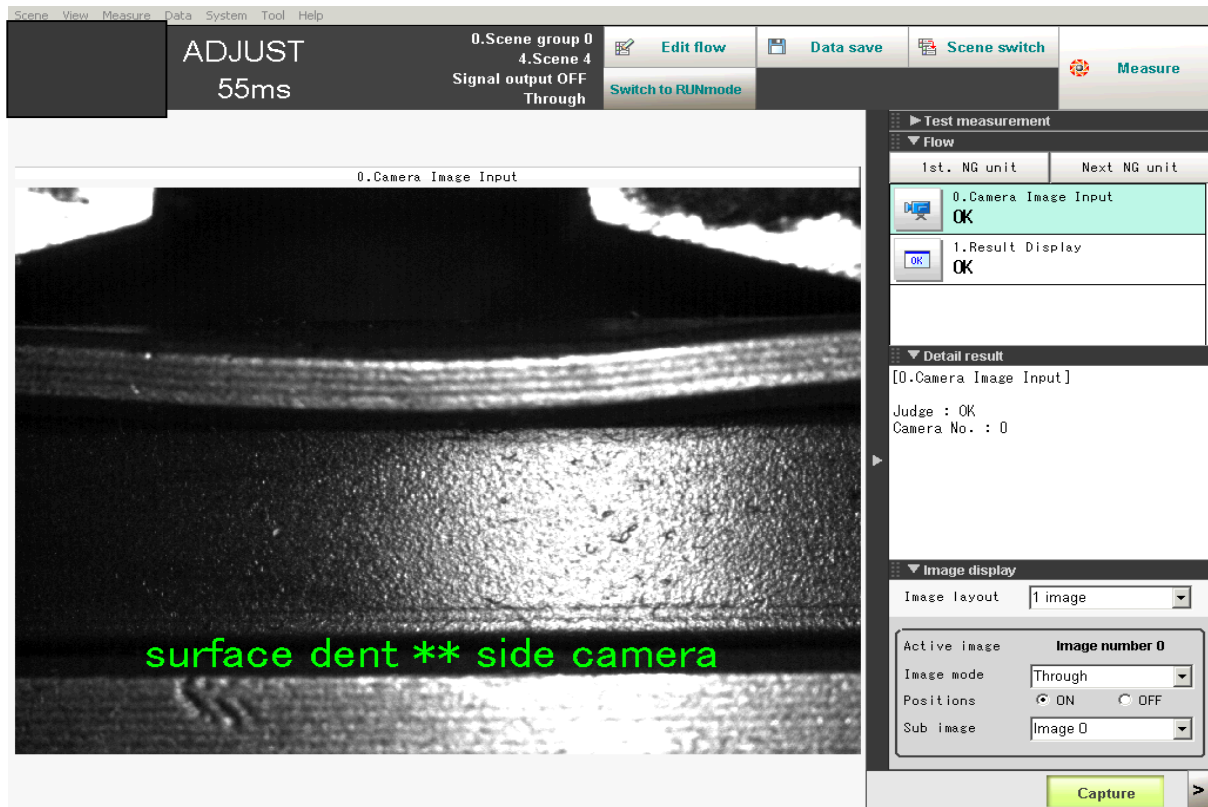 Scene View Measure Data System Tool Help
ADJUST
55ms
0.Scene group 0
4.Scene 4
Signal output OFF
Through
Edit flow
Data save
Scene switch
Switch to RUNmode
Measure
0.Camera Image Input
surface dent ** side camera
Test measurement
Flow
1st. NG unit
Next NG unit
0.Camera Image Input
OK
OK
1.Result Display
OK
Detail result
[0.Camera Image Input]
Judge : OK
Camera No. : 0
Image display
Image layout 1 image
Active image Image number 0
Image mode Through
Positions ON OFF
Sub image Image 0
Capture
>